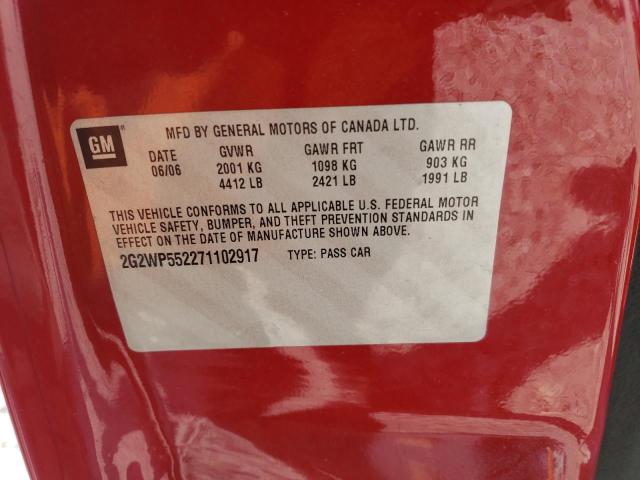 GM
MFD BY GENERAL MOTORS OF CANADA LTD.
DATE GVWR GAWR FRT GAWR RR
06/06 2001 KG 1098 KG 903 KG
4412 LB 2421 LB 1991 LB
THIS VEHICLE CONFORMS TO ALL APPLICABLE U.S. FEDERAL MOTOR
VEHICLE SAFETY, BUMPER, AND THEFT PREVENTION STANDARDS IN
EFFECT ON THE DATE OF MANUFACTURE SHOWN ABOVE.
2G2WP552271102917 TYPE: PASS CAR